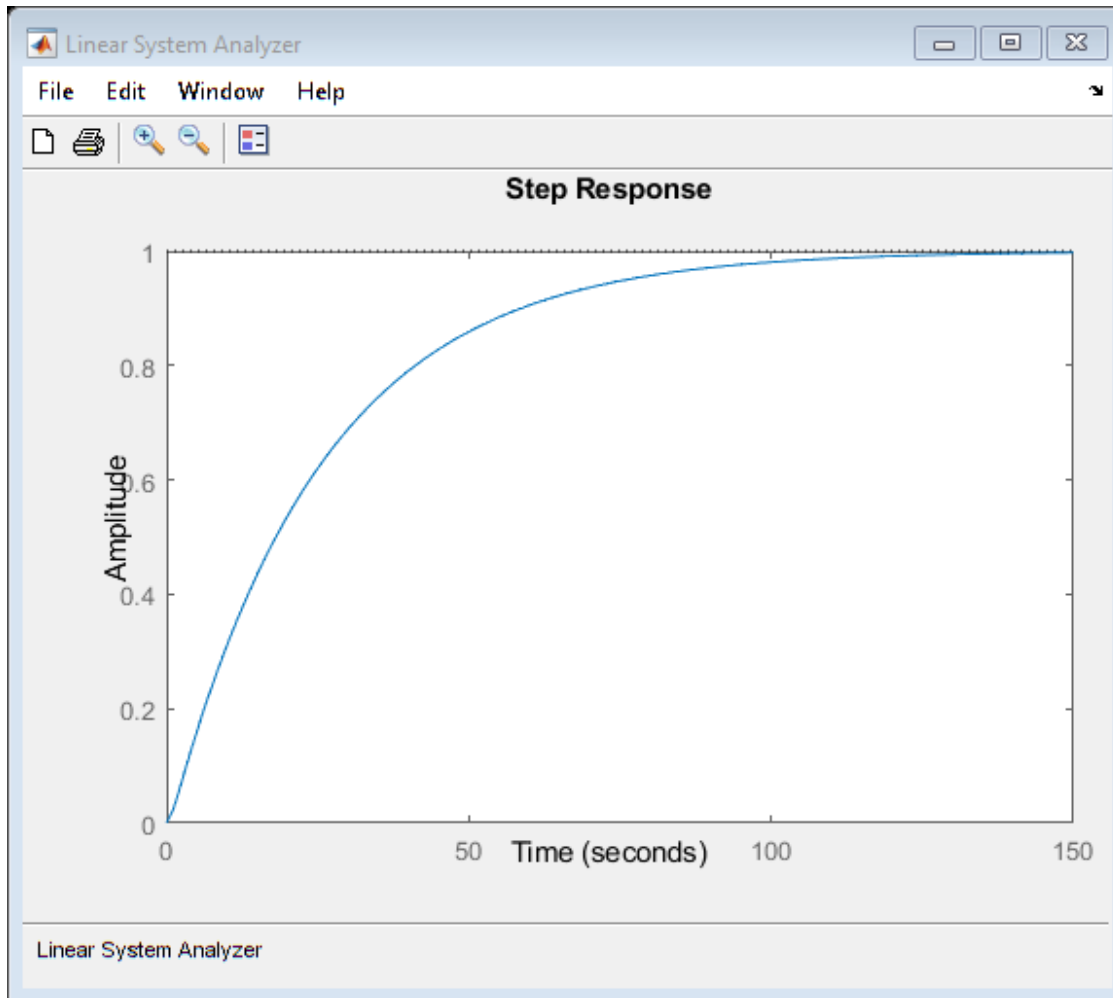 Linear System Analyzer
File Edit Window Help
Step Response
1
0.8
0.6
0.4
0.2
0
Amplitude
0 50 100 150
Time (seconds)
Linear System Analyzer